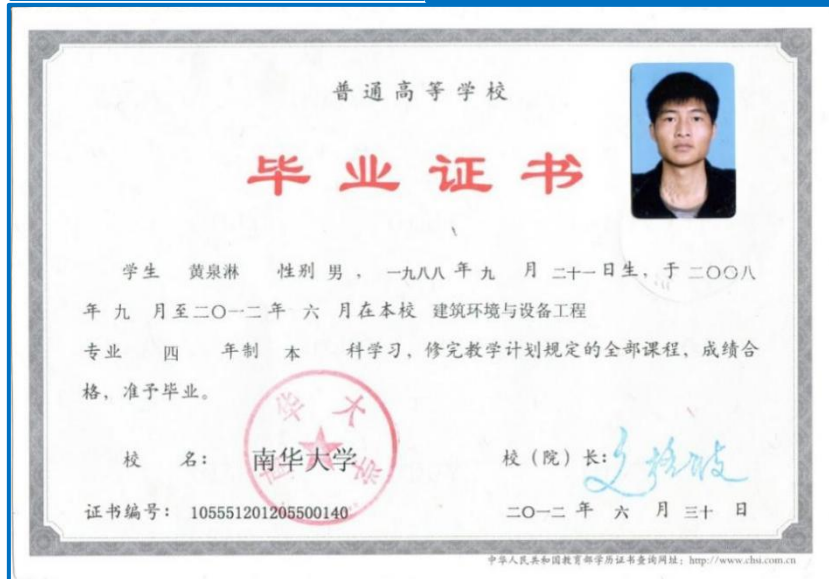 普通高等学校
毕业证书
学生 黄泉淋 性别 男 , 一九八八 年 九 月 二十一 日生, 于 二〇〇八
年 九 月至 二〇一二 年 六 月在本校 建筑环境与设备工程
专业 四 年制 本 科学习, 修完教学计划规定的全部课程, 成绩合
格, 准予毕业。
校 名: 南华大学 校(院)长:
证书编号: 105551201205500140 二〇一二 年 六 月 三十 日
中华人民共和国教育部学历证书查询网址: http://www.chsi.com.cn